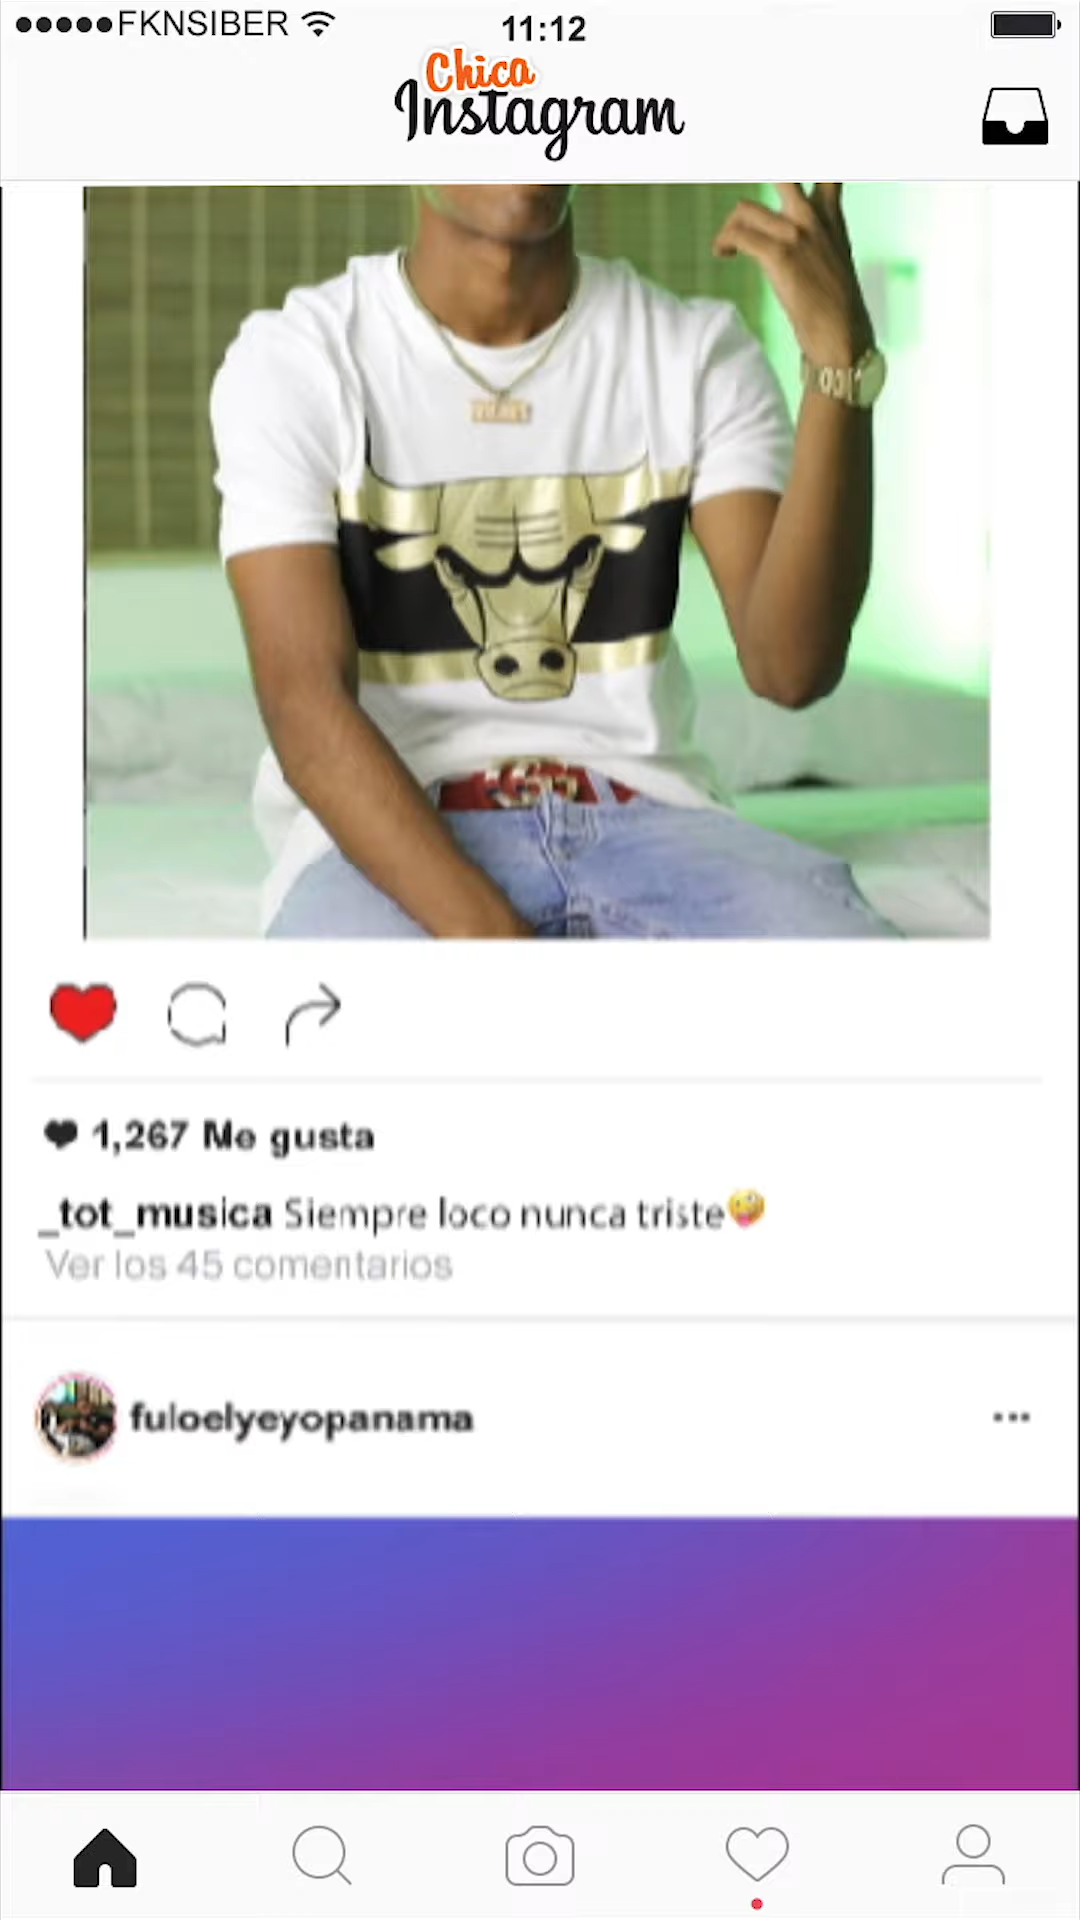 FKNSIBER
11:12
Chica
Instagram
1,267 Me gusta
_tot_musica Siempre loco nunca triste🤪
Ver los 45 comentarios
fuloelyeyopanama